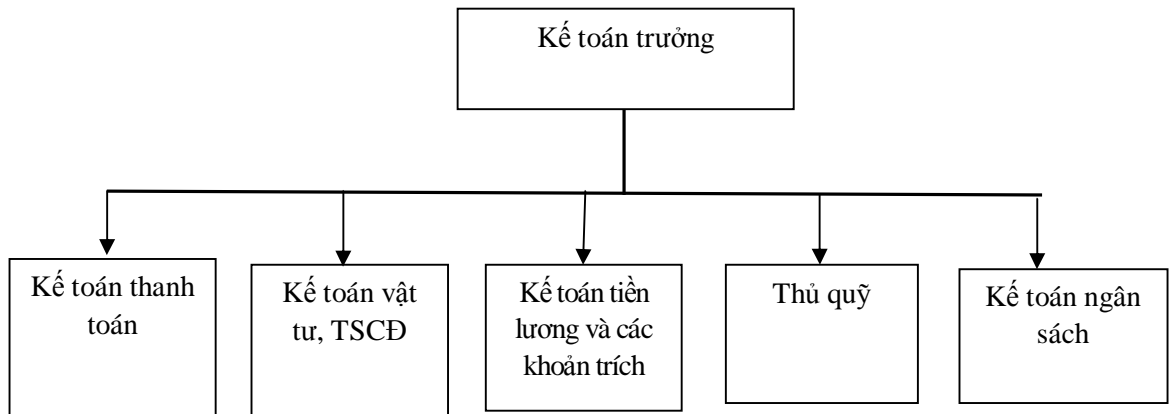 Kế toán trưởng
Kế toán thanh
toán
Kế toán vật
tư, TSCĐ
Kế toán tiền
lương và các
khoản trích
Thủ quỹ
Kế toán ngân
sách